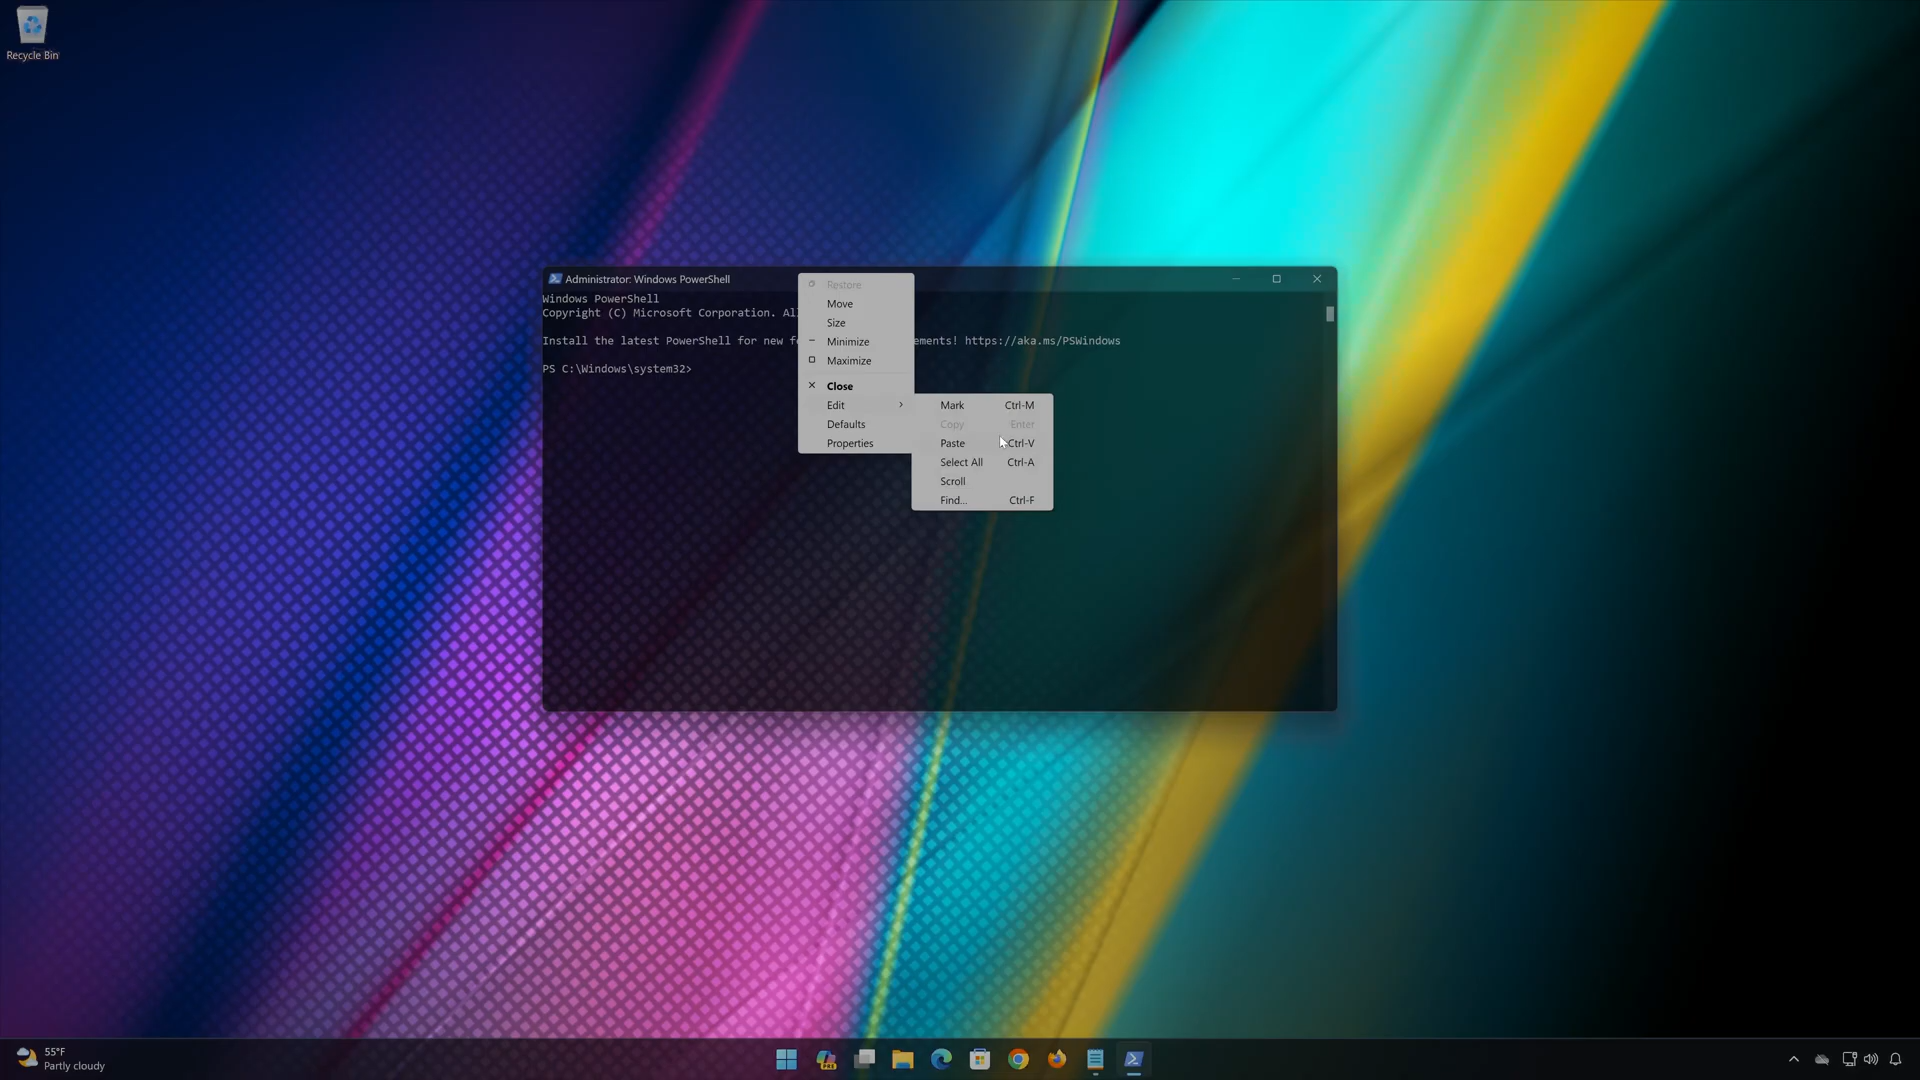 Recycle Bin
Administrator: Windows PowerShell
Windows PowerShell
Copyright (C) Microsoft Corporation. Al
Install the latest PowerShell for new f ements! https://aka.ms/PSWindows
PS C:\Windows\system32>
Restore
Move
Size
Minimize
Maximize
Close
Edit
Defaults
Properties
Mark Ctrl-M
Copy Enter
Paste Ctrl-V
Select All Ctrl-A
Scroll
Find... Ctrl-F
55°F
Partly cloudy
PRE